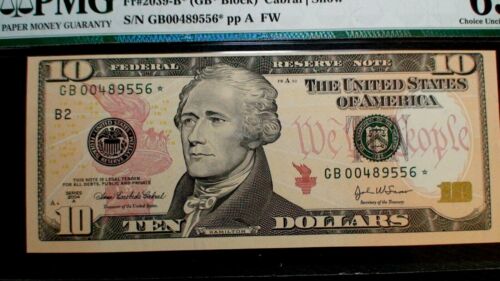 PMG
PAPER MONEY GUARANTY
Fr#2039-B* (GB* Block) Cabral|Snow
S/N GB00489556* pp A FW
Choice Unc
10
FEDERAL RESERVE NOTE
10
THE UNITED STATES
OF AMERICA
GB 00489556 *
B2
We the People
THIS NOTE IS LEGAL TENDER
FOR ALL DEBTS, PUBLIC AND PRIVATE
GB 00489556 *
SERIES
2004
A
Treasurer of the United States.
Secretary of the Treasury.
10
10
HAMILTON
TEN DOLLARS